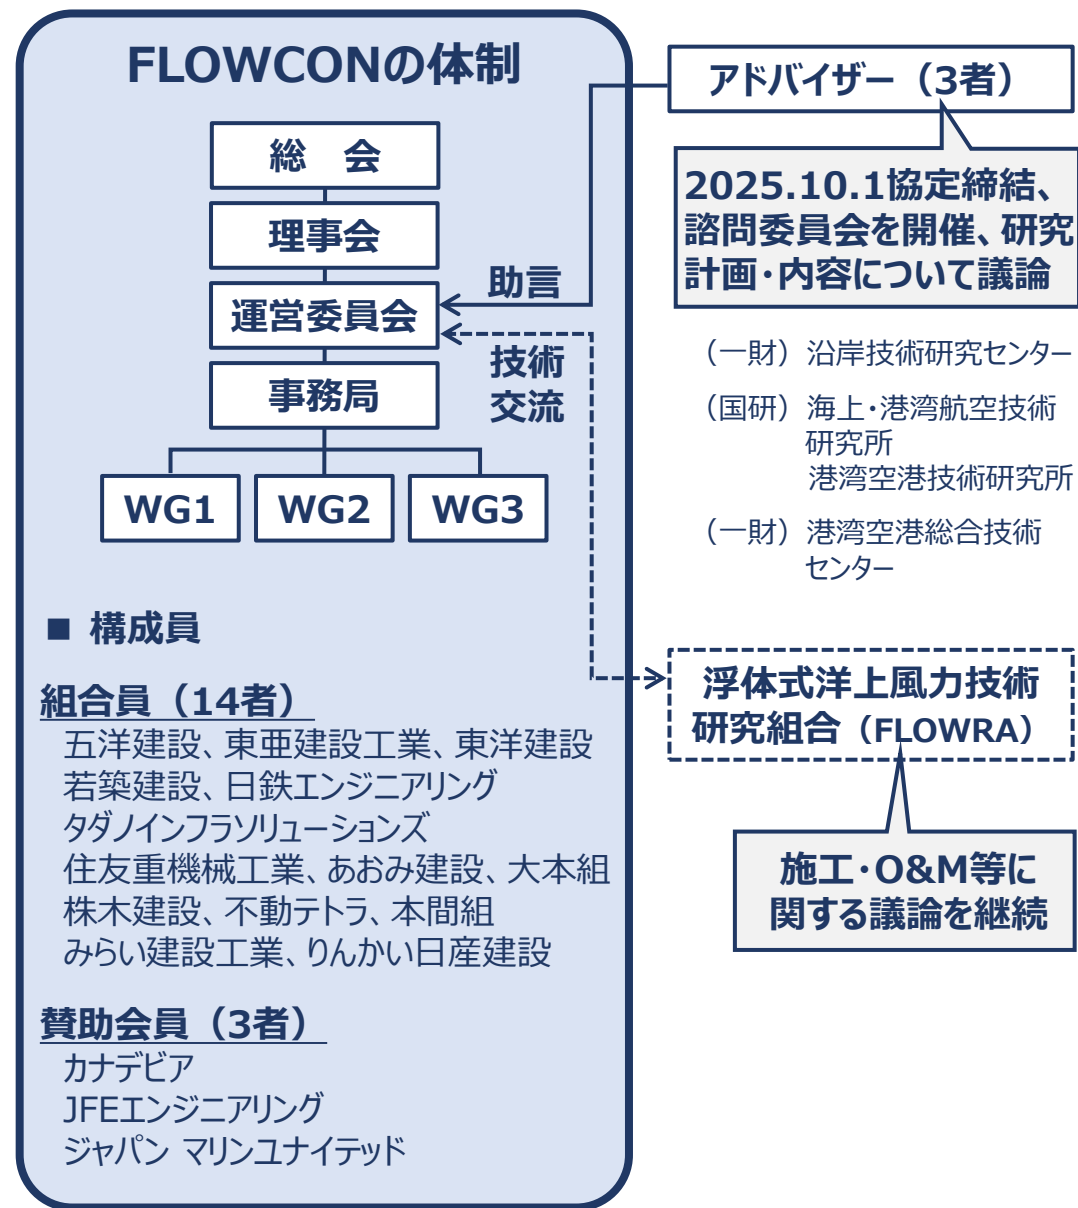 FLOWCONの体制
総　会
理事会
運営委員会
事務局
WG1
WG2
WG3
助言
技術
交流
■ 構成員
組合員（14者）
五洋建設、東亜建設工業、東洋建設
若築建設、日鉄エンジニアリング
タダノインフラソリューションズ
住友重機械工業、あおみ建設、大本組
株木建設、不動テトラ、本間組
みらい建設工業、りんかい日産建設
賛助会員（3者）
カナデビア
JFEエンジニアリング
ジャパン マリンユナイテッド
アドバイザー（3者）
2025.10.1協定締結、
諮問委員会を開催、研究
計画・内容について議論
（一財）沿岸技術研究センター
（国研）海上・港湾航空技術
研究所
港湾空港技術研究所
（一財）港湾空港総合技術
センター
浮体式洋上風力技術
研究組合（FLOWRA）
施工・O&M等に
関する議論を継続